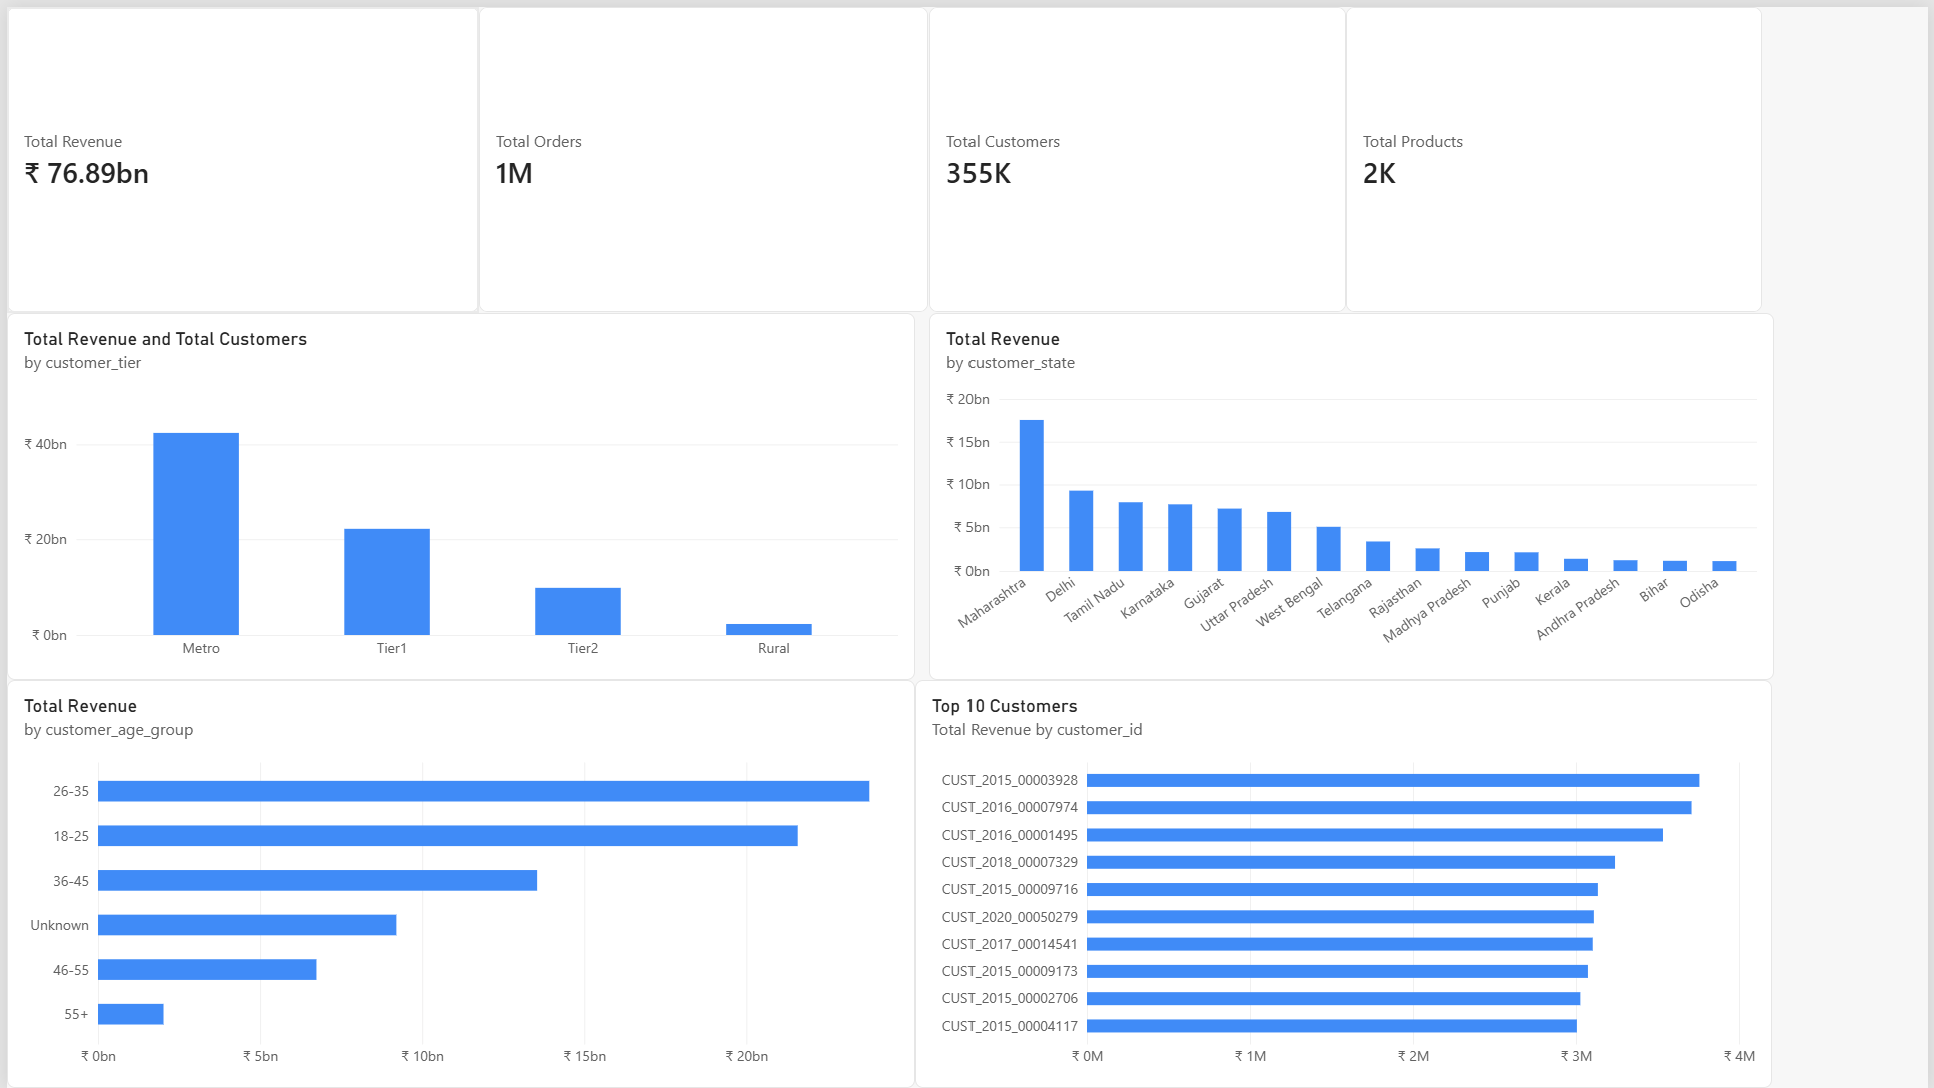 Total Revenue
₹ 76.89bn
Total Orders
1M
Total Customers
355K
Total Products
2K
Total Revenue and Total Customers
by customer_tier
₹ 40bn
₹ 20bn
₹ 0bn
Metro
Tier1
Tier2
Rural
Total Revenue
by customer_state
₹ 20bn
₹ 15bn
₹ 10bn
₹ 5bn
₹ 0bn
Maharashtra
Delhi
Tamil Nadu
Karnataka
Gujarat
Uttar Pradesh
West Bengal
Telangana
Rajasthan
Madhya Pradesh
Punjab
Kerala
Andhra Pradesh
Bihar
Odisha
Total Revenue
by customer_age_group
26-35
18-25
36-45
Unknown
46-55
55+
₹ 0bn
₹ 5bn
₹ 10bn
₹ 15bn
₹ 20bn
Top 10 Customers
Total Revenue by customer_id
CUST_2015_00003928
CUST_2016_00007974
CUST_2016_00001495
CUST_2018_00007329
CUST_2015_00009716
CUST_2020_00050279
CUST_2017_00014541
CUST_2015_00009173
CUST_2015_00002706
CUST_2015_00004117
₹ 0M
₹ 1M
₹ 2M
₹ 3M
₹ 4M